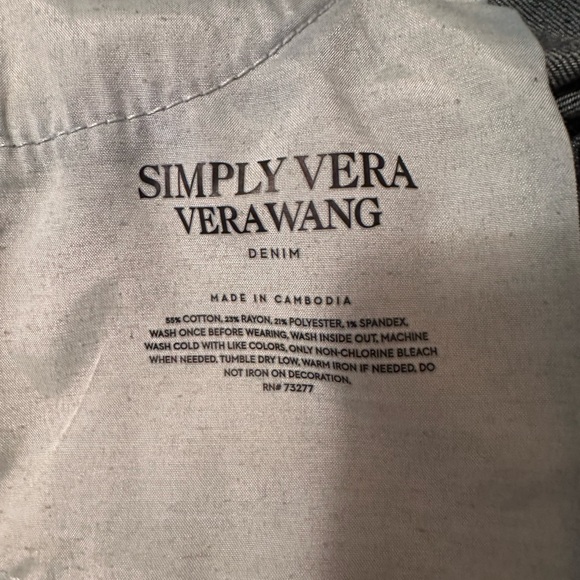 SIMPLY VERA
VERA WANG
DENIM
MADE IN CAMBODIA
55% COTTON, 23% RAYON, 21% POLYESTER, 1% SPANDEX,
WASH ONCE BEFORE WEARING, WASH INSIDE OUT, MACHINE
WASH COLD WITH LIKE COLORS, ONLY NON-CHLORINE BLEACH
WHEN NEEDED, TUMBLE DRY LOW, WARM IRON IF NEEDED, DO
NOT IRON ON DECORATION,
RN# 73277